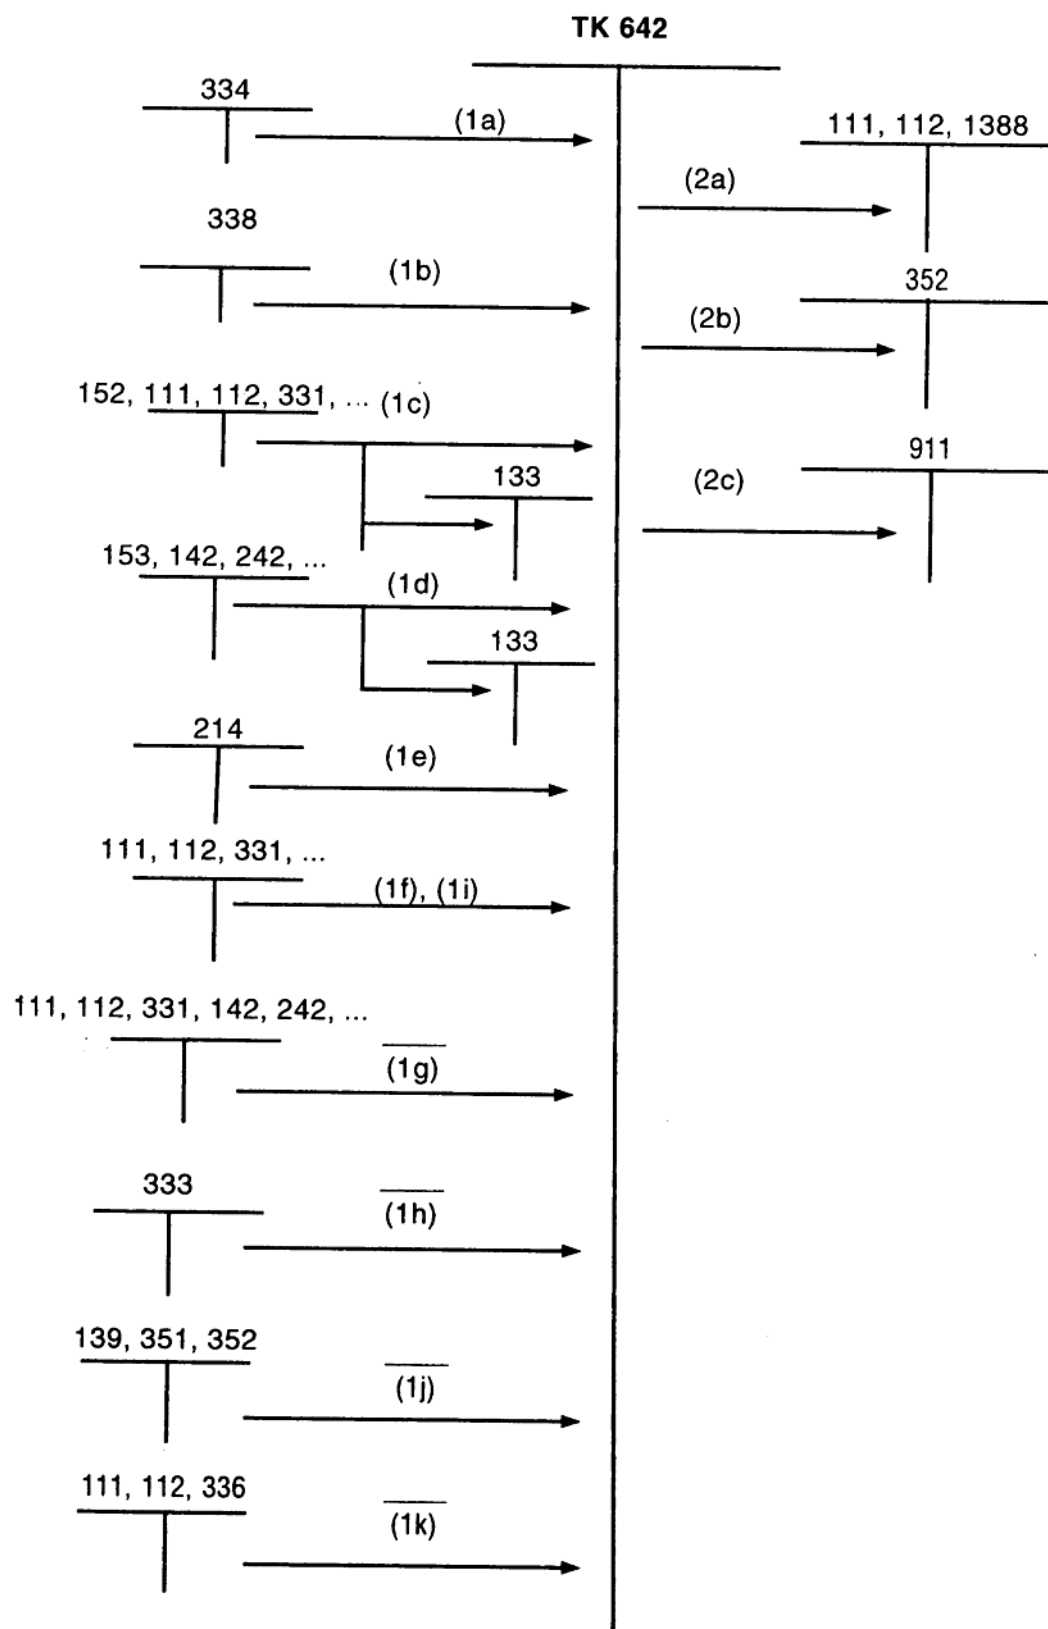 TK 642
334
(1a)
111, 112, 1388
(2a)
338
(1b)
352
(2b)
152, 111, 112, 331, ... (1c)
911
133
(2c)
153, 142, 242, ...
(1d)
133
214
(1e)
111, 112, 331, ...
(1f), (1i)
111, 112, 331, 142, 242, ...
(1g)
333
(1h)
139, 351, 352
(1j)
111, 112, 336
(1k)